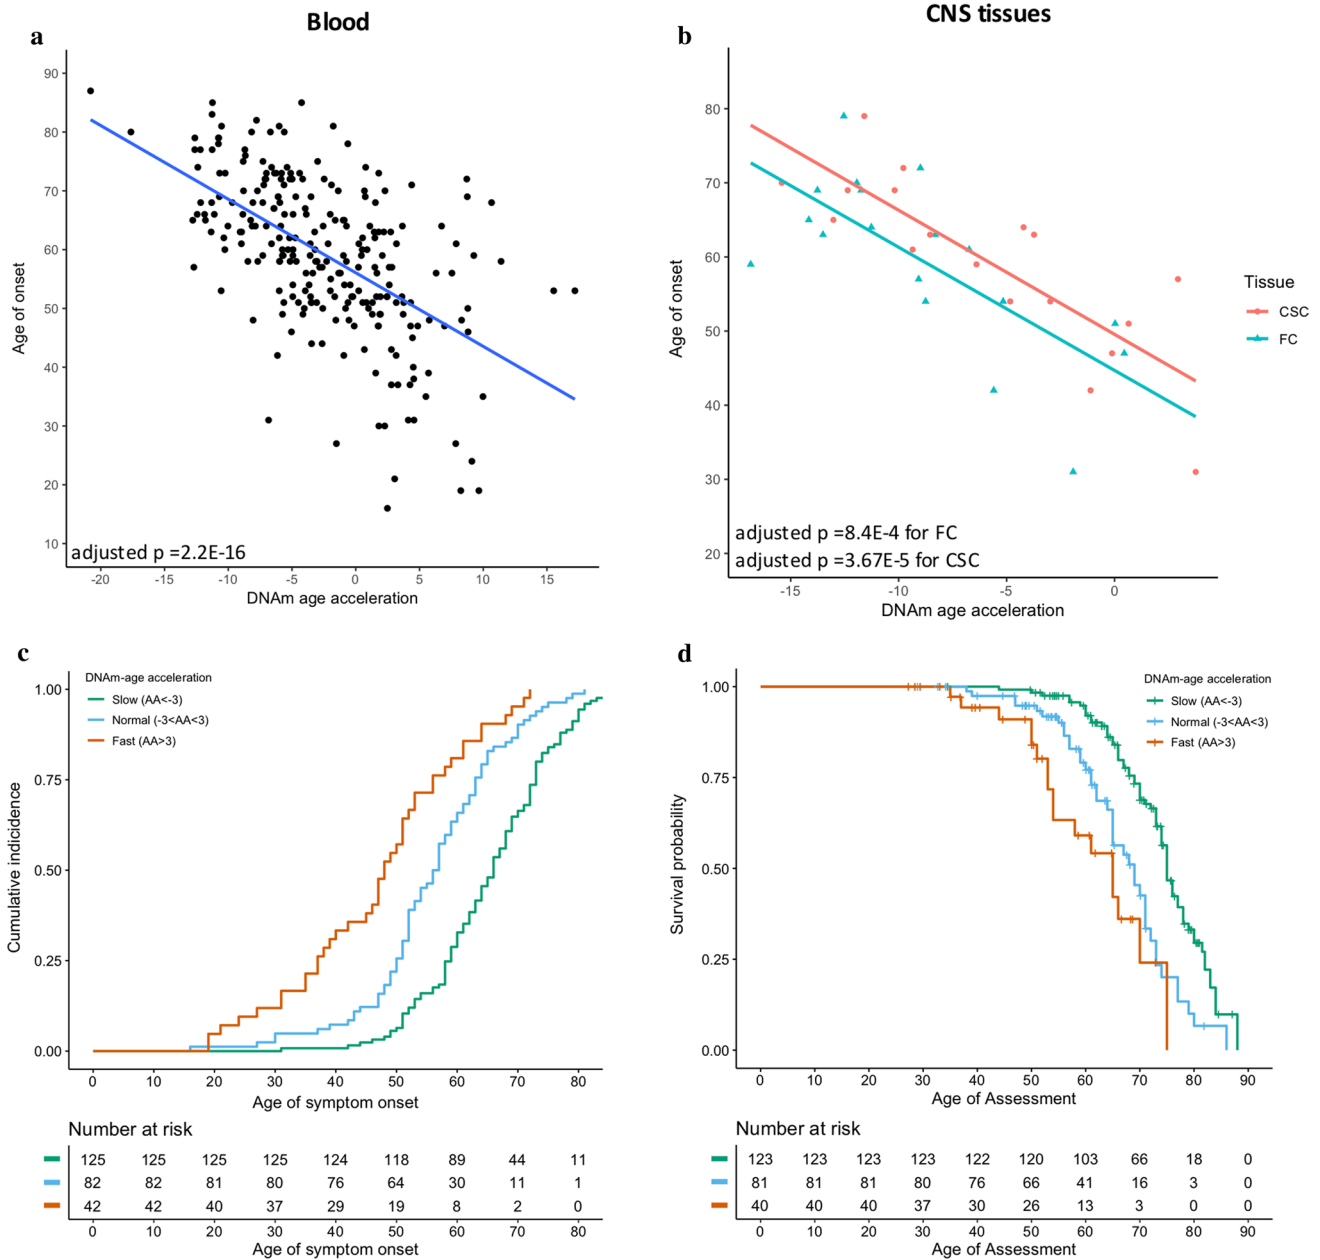 Blood
a
90
80
70
60
50
40
30
20
10
Age of onset
adjusted p =2.2E-16
-20 -15 -10 -5 0 5 10 15
DNAm age acceleration
CNS tissues
b
80
70
60
50
40
30
20
Age of onset
Tissue
CSC
FC
adjusted p =8.4E-4 for FC
adjusted p =3.67E-5 for CSC
-15 -10 -5 0
DNAm age acceleration
c
DNAm-age acceleration
Slow (AA<-3)
Normal (-3<AA<3)
Fast (AA>3)
1.00
0.75
0.50
0.25
0.00
Cumulative indicidence
0 10 20 30 40 50 60 70 80
Age of symptom onset
Number at risk
125 125 125 125 124 118 89 44 11
82 82 81 80 76 64 30 11 1
42 42 40 37 29 19 8 2 0
0 10 20 30 40 50 60 70 80
Age of symptom onset
d
DNAm-age acceleration
Slow (AA<-3)
Normal (-3<AA<3)
Fast (AA>3)
1.00
0.75
0.50
0.25
0.00
Survival probability
0 10 20 30 40 50 60 70 80 90
Age of Assessment
Number at risk
123 123 123 123 122 120 103 66 18 0
81 81 81 80 76 66 41 16 3 0
40 40 40 37 30 26 13 3 0 0
0 10 20 30 40 50 60 70 80 90
Age of Assessment